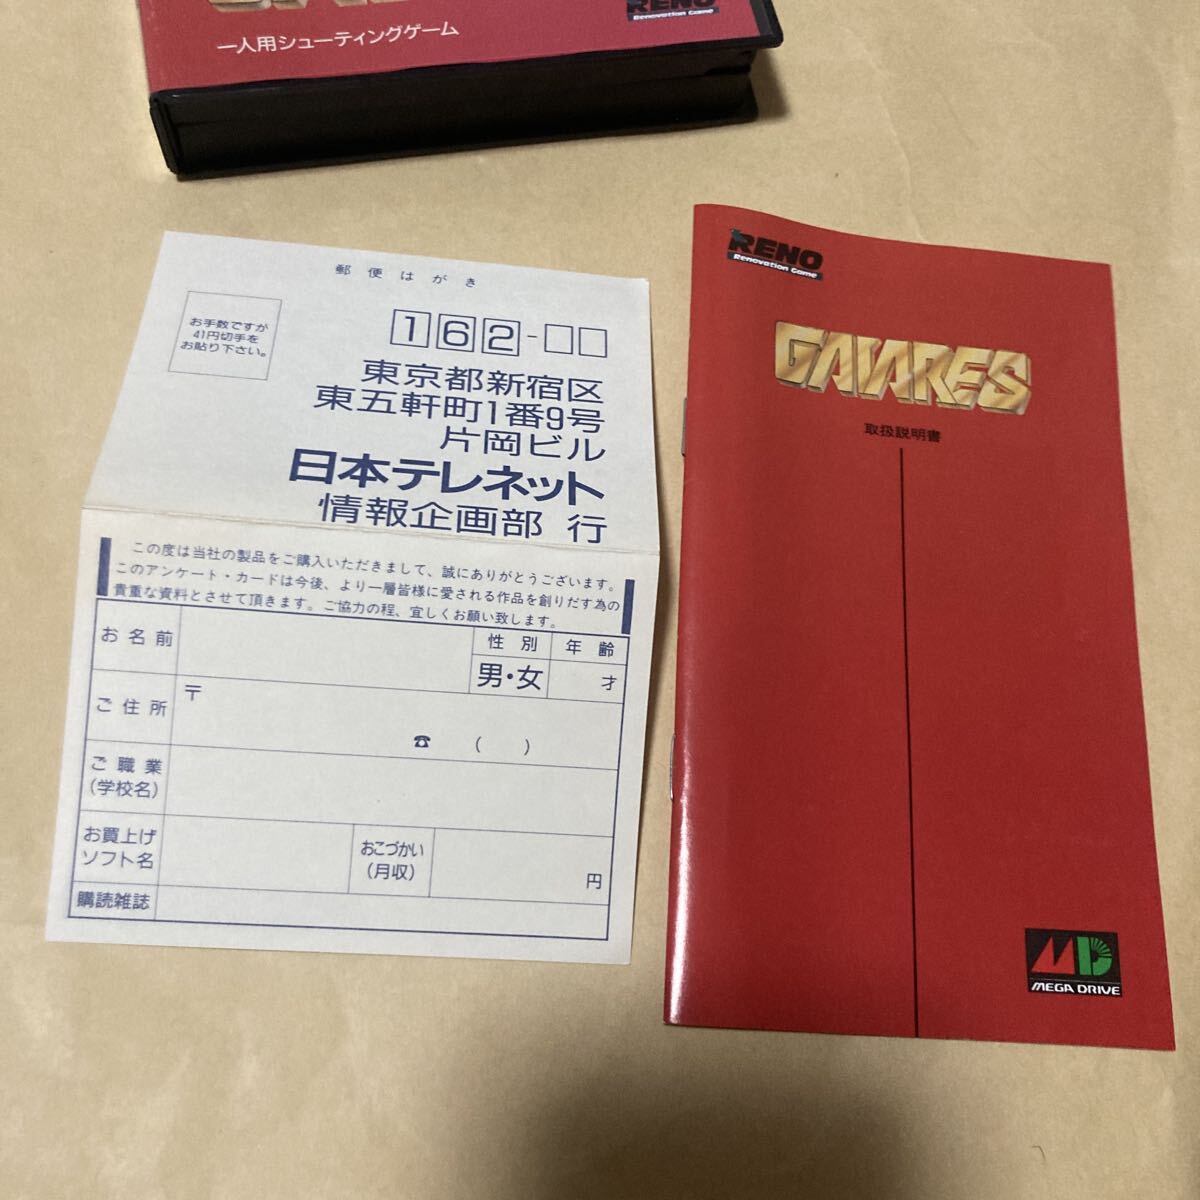 一人用シューティングゲーム
RENO
Renovation Game
郵便はがき
お手数ですが
41円切手を
お貼り下さい。
162-□□
東京都新宿区
東五軒町1番9号
片岡ビル
日本テレネット
情報企画部 行
この度は当社の製品をご購入いただきまして、誠にありがとうございます。
このアンケート・カードは今後、より一層皆様に愛される作品を創りだす為の
貴重な資料とさせて頂きます。ご協力の程、宜しくお願い致します。
お名前
性別
年齢
男・女
才
ご住所
〒
☎ ( )
ご職業
(学校名)
お買上げ
ソフト名
おこづかい
(月収)
円
購読雑誌
RENO
Renovation Game
GAIARES
取扱説明書
MD
MEGA DRIVE